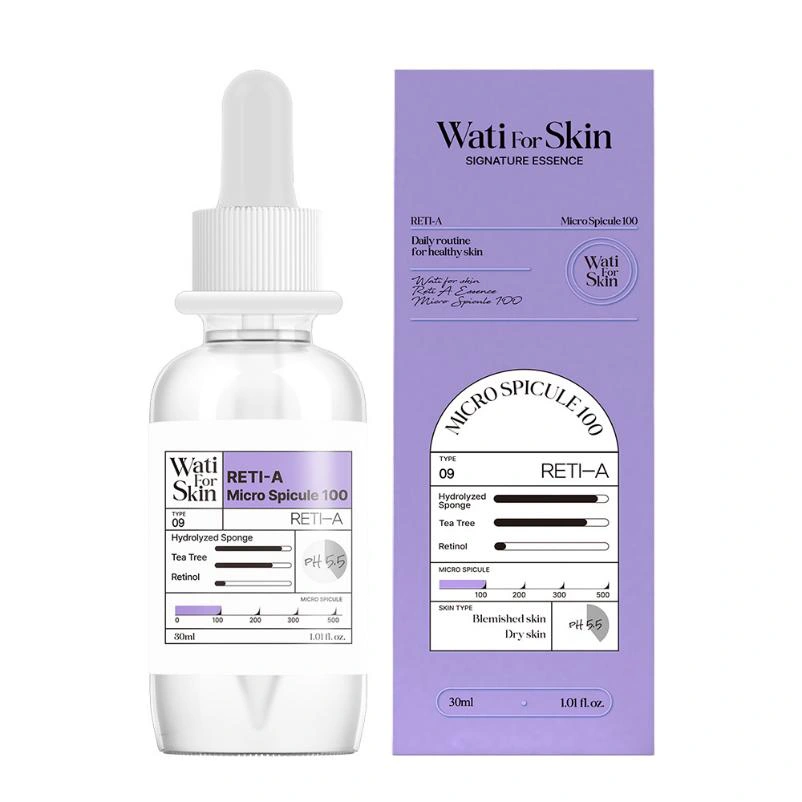 Wati
For
Skin
RETI-A
Micro Spicule 100
TYPE
09
RETI—A
Hydrolyzed Sponge
Tea Tree
Retinol
PH 5.5
MICRO SPICULE
0 100 200 300 500
30ml 1.01 fl. oz.
Wati For Skin
SIGNATURE ESSENCE
RETI-A Micro Spicule 100
Daily routine
for healthy skin
Wati for skin
Reti A Essence
Micro Spicule 100
Wati
For
Skin
MICRO SPICULE 100
TYPE
09
RETI—A
Hydrolyzed
Sponge
Tea Tree
Retinol
MICRO SPICULE
100 200 300 500
SKIN TYPE
Blemished skin
Dry skin
PH 5.5
30ml 1.01 fl. oz.